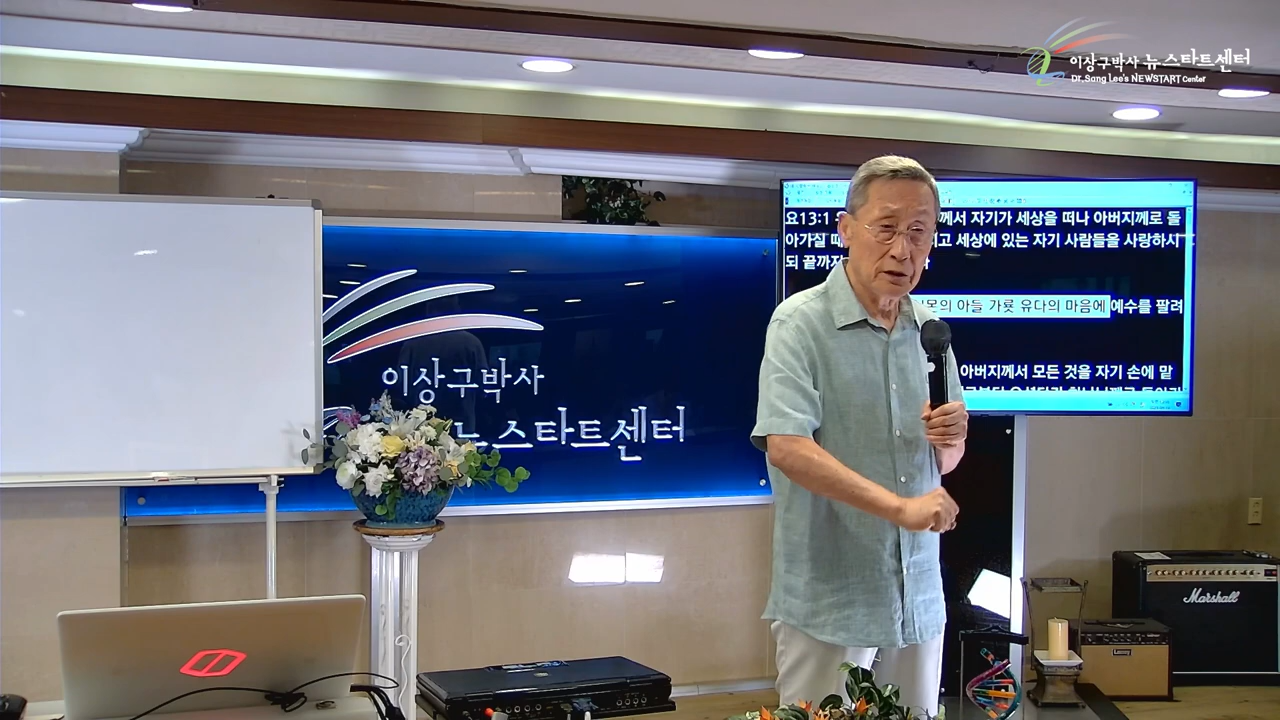 이상구박사 뉴스타트센터
Dr. Sang Lee's NEWSTART Center
요13:1 께서 자기가 세상을 떠나 아버지께로 돌
아가실 고 세상에 있는 자기 사람들을 사랑하시
되 끝까지
몬의 아들 가룟 유다의 마음에 예수를 팔려
아버지께서 모든 것을 자기 손에 맡
이상구박사
뉴스타트센터
Marshall
Laney